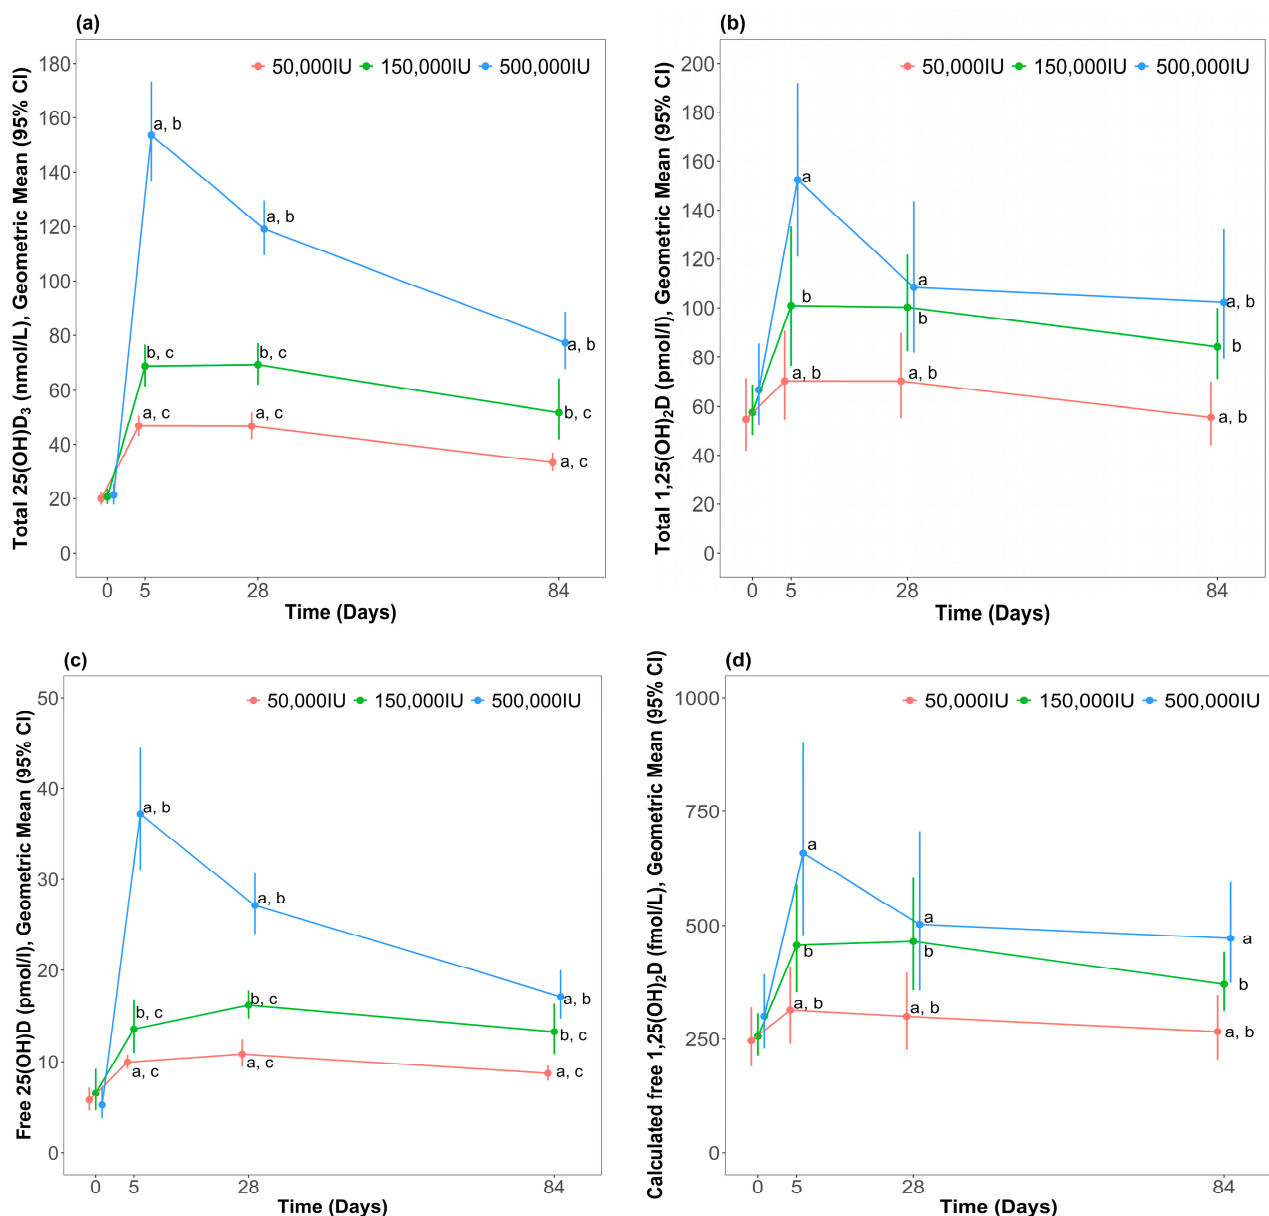 (a)
50,000IU 150,000IU 500,000IU
Total 25(OH)D3 (nmol/L), Geometric Mean (95% CI)
180
160
140
120
100
80
60
40
20
0
a, b
a, b
a, b
b, c
b, c
b, c
a, c
a, c
a, c
0 5 28 84
Time (Days)
(b)
50,000IU 150,000IU 500,000IU
Total 1,25(OH)2D (pmol/l), Geometric Mean (95% CI)
200
180
160
140
120
100
80
60
40
20
0
a
a
a, b
b
b
b
a, b
a, b
a, b
0 5 28 84
Time (Days)
(c)
50,000IU 150,000IU 500,000IU
Free 25(OH)D (pmol/l), Geometric Mean (95% CI)
50
40
30
20
10
0
a, b
a, b
a, b
b, c
b, c
b, c
a, c
a, c
a, c
0 5 28 84
Time (Days)
(d)
50,000IU 150,000IU 500,000IU
Calculated free 1,25(OH)2D (fmol/L), Geometric Mean (95% CI)
1000
750
500
250
0
a
a
a
b
b
b
a, b
a, b
a, b
0 5 28 84
Time (Days)